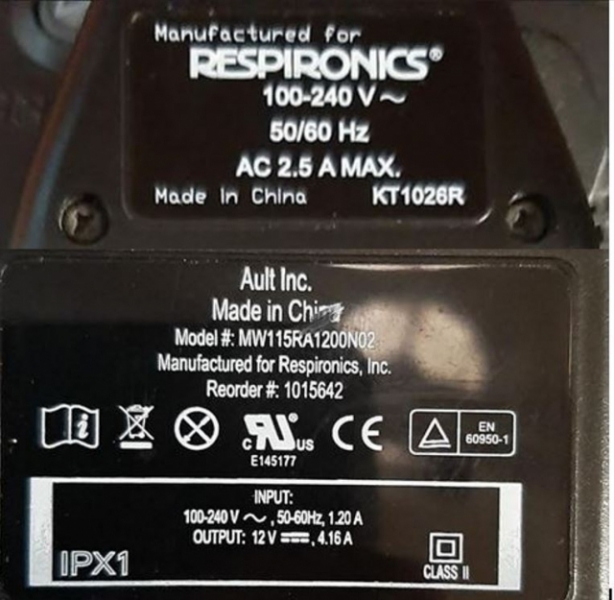 Manufactured for
RESPIRONICS®
100-240 V ~
50/60 Hz
AC 2.5 A MAX.
Made In China KT1026R
Ault Inc.
Made in China
Model #: MW115RA1200N02
Manufactured for Respironics, Inc.
Reorder #: 1015642
c RU® US CE EN
60950-1
E145177
INPUT:
100-240 V ~, 50-60Hz, 1.20 A
OUTPUT: 12 V ⎓, 4.16 A
IPX1 CLASS II